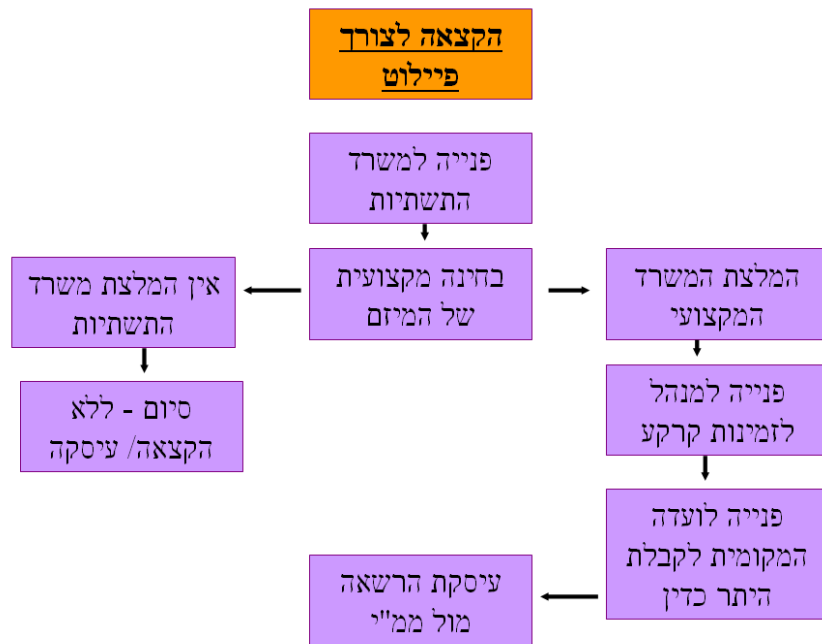 הקצאה לצורך
פיילוט
פנייה למשרד
התשתיות
בחינה מקצועית
של המיזם
המלצת המשרד
המקצועי
אין המלצת משרד
התשתיות
פנייה למנהל
לזמינות קרקע
סיום - ללא
הקצאה/ עיסקה
פנייה לועדה
המקומית לקבלת
היתר כדין
עיסקת הרשאה
מול ממ"י